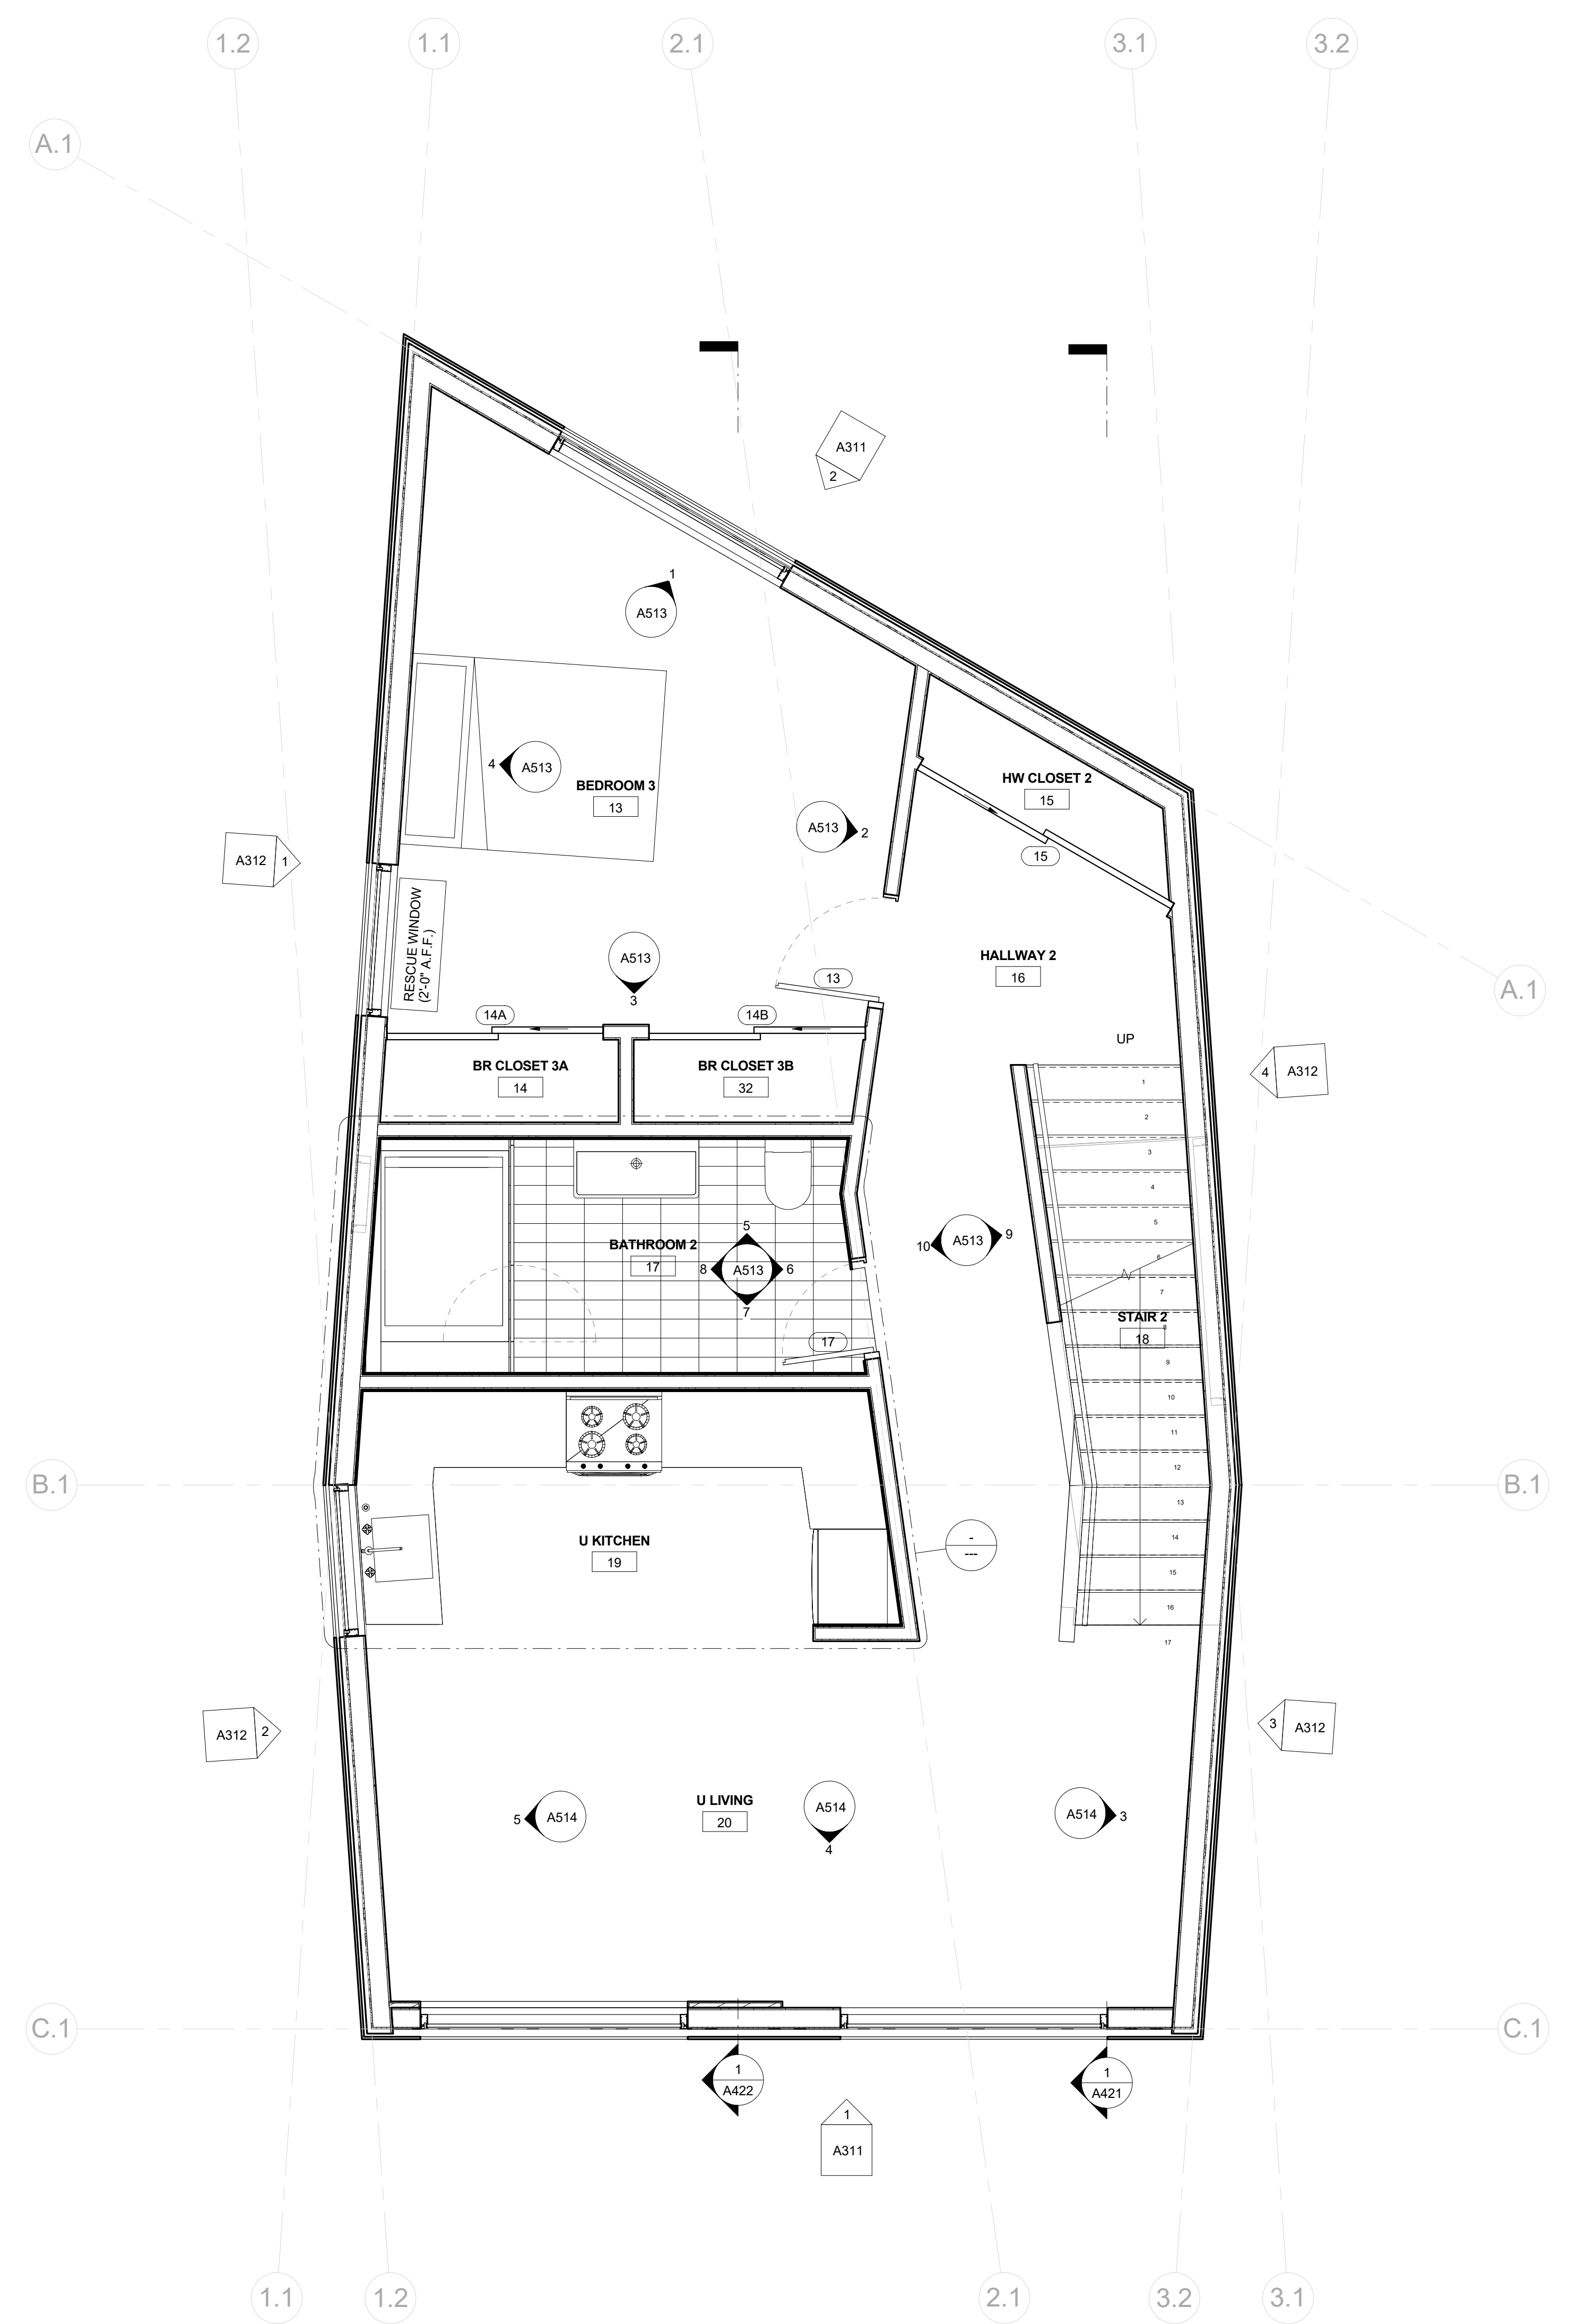 1.2
1.1
2.1
3.1
3.2
A.1
A311
2
1
A513
4
A513
BEDROOM 3
13
HW CLOSET 2
15
A513
2
15
A312
1
RESCUE WINDOW
(2'-0" A.F.F.)
A513
3
HALLWAY 2
16
13
A.1
14A
14B
UP
BR CLOSET 3A
14
BR CLOSET 3B
32
4
A312
1
2
3
4
5
6
7
8
9
10
11
12
13
14
15
16
17
BATHROOM 2
17
5
8
A513
6
7
10
A513
9
STAIR 2
18
17
B.1
B.1
U KITCHEN
19
-
---
A312
2
3
A312
U LIVING
20
5
A514
A514
4
A514
3
C.1
C.1
1
A422
1
A421
1
A311
1.1
1.2
2.1
3.2
3.1